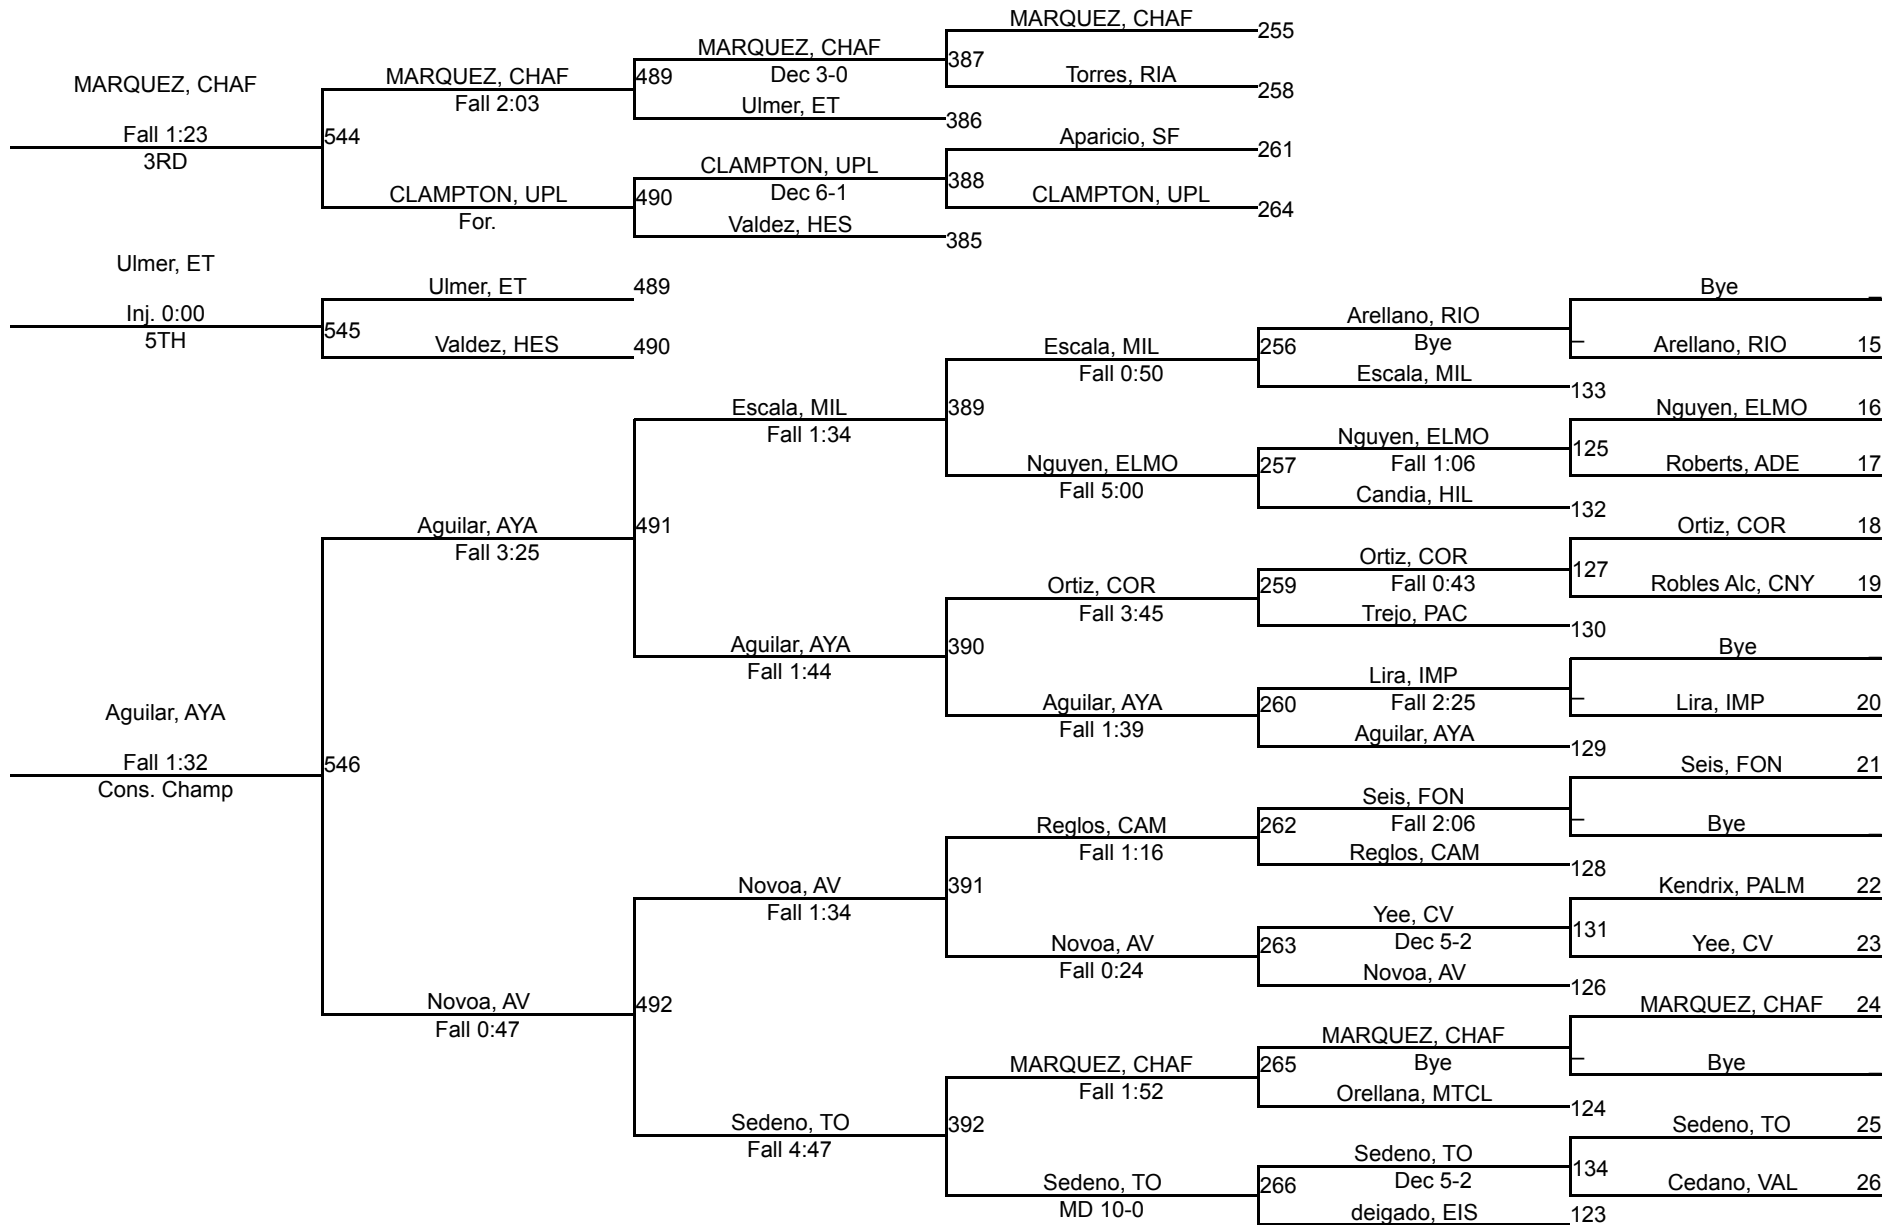 MARQUEZ, CHAF
255
MARQUEZ, CHAF
387
Dec 3-0
Torres, RIA
258
MARQUEZ, CHAF
489
Fall 2:03
Ulmer, ET
386
MARQUEZ, CHAF
Fall 1:23
544
3RD
Aparicio, SF
261
CLAMPTON, UPL
388
Dec 6-1
CLAMPTON, UPL
264
CLAMPTON, UPL
490
For.
Valdez, HES
385
Ulmer, ET
Inj. 0:00
545
5TH
Ulmer, ET
489
Valdez, HES
490
Bye
_
Arellano, RIO
_
Bye
Arellano, RIO
15
Escala, MIL
256
Fall 0:50
Escala, MIL
133
Escala, MIL
389
Fall 1:34
Nguyen, ELMO
16
Nguyen, ELMO
125
Fall 1:06
Roberts, ADE
17
Nguyen, ELMO
257
Fall 5:00
Candia, HIL
132
Aguilar, AYA
491
Fall 3:25
Ortiz, COR
18
Ortiz, COR
127
Fall 0:43
Robles Alc, CNY
19
Ortiz, COR
259
Fall 3:45
Trejo, PAC
130
Aguilar, AYA
390
Fall 1:44
Bye
_
Lira, IMP
_
Fall 2:25
Lira, IMP
20
Aguilar, AYA
260
Fall 1:39
Aguilar, AYA
129
Aguilar, AYA
Fall 1:32
546
Cons. Champ
Seis, FON
21
Seis, FON
_
Fall 2:06
Bye
_
Reglos, CAM
262
Fall 1:16
Reglos, CAM
128
Novoa, AV
391
Fall 1:34
Kendrix, PALM
22
Yee, CV
131
Dec 5-2
Yee, CV
23
Novoa, AV
263
Fall 0:24
Novoa, AV
126
Novoa, AV
492
Fall 0:47
MARQUEZ, CHAF
24
MARQUEZ, CHAF
_
Bye
Bye
_
MARQUEZ, CHAF
265
Fall 1:52
Orellana, MTCL
124
Sedeno, TO
392
Fall 4:47
Sedeno, TO
25
Sedeno, TO
134
Dec 5-2
Cedano, VAL
26
Sedeno, TO
266
MD 10-0
deigado, EIS
123